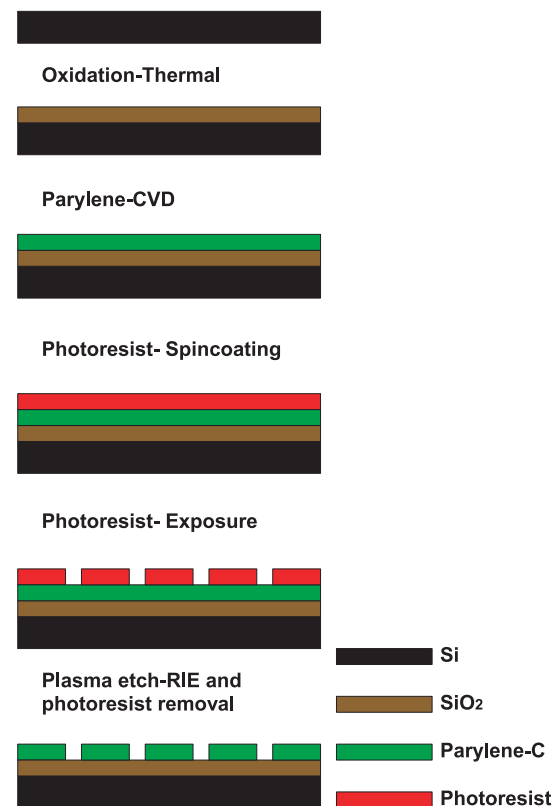 Oxidation-Thermal
Parylene-CVD
Photoresist- Spincoating
Photoresist- Exposure
Plasma etch-RIE and
photoresist removal
Si
SiO2
Parylene-C
Photoresist